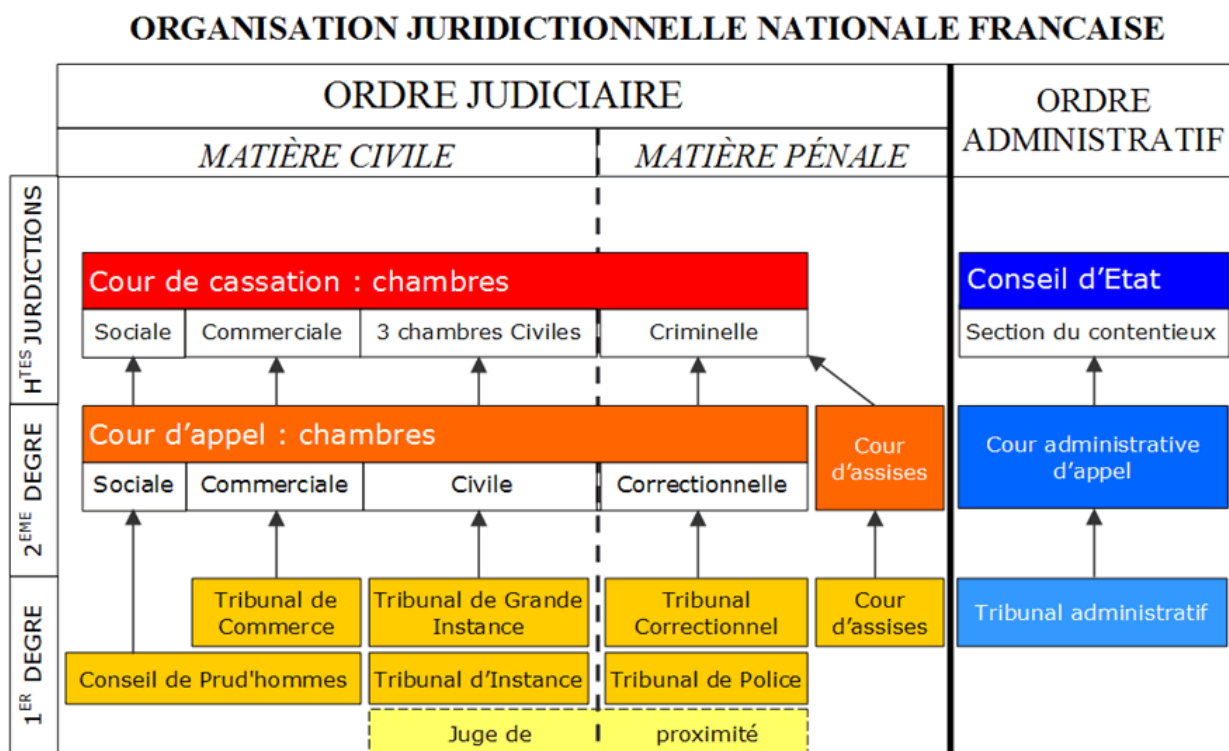 ORGANISATION JURIDICTIONNELLE NATIONALE FRANCAISE
ORDRE JUDICIAIRE
ORDRE
ADMINISTRATIF
MATIÈRE CIVILE
MATIÈRE PÉNALE
HTES JURDICTIONS
Cour de cassation : chambres
Conseil d'Etat
Sociale
Commerciale
3 chambres Civiles
Criminelle
Section du contentieux
2EME DEGRE
Cour d'appel : chambres
Cour
d'assises
Cour administrative
d'appel
Sociale
Commerciale
Civile
Correctionnelle
1ER DEGRE
Tribunal de
Commerce
Tribunal de Grande
Instance
Tribunal
Correctionnel
Cour
d'assises
Tribunal administratif
Conseil de Prud'hommes
Tribunal d'Instance
Tribunal de Police
Juge de proximité